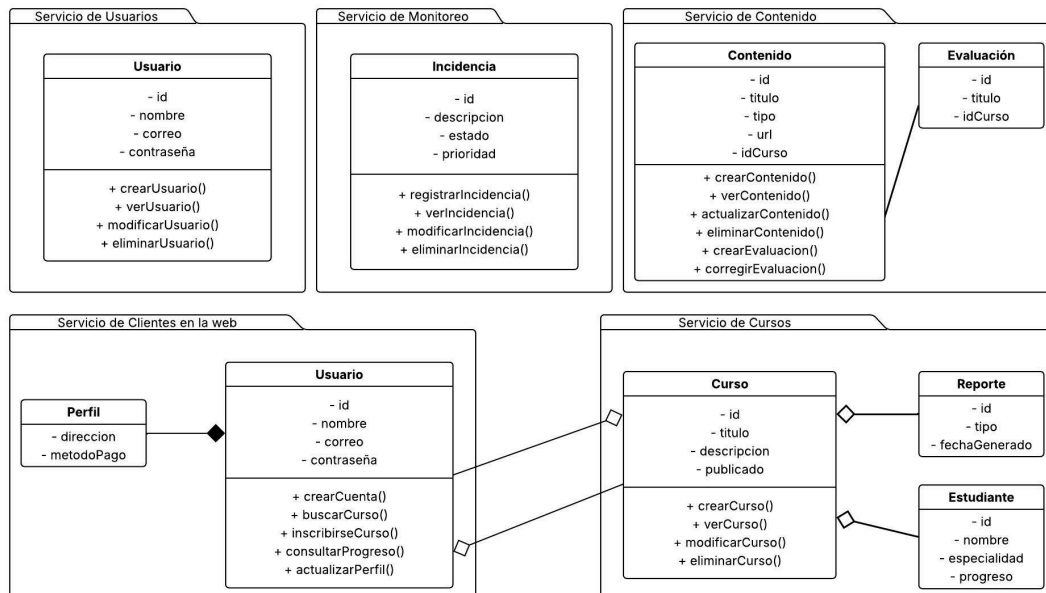 Servicio de Usuarios
Usuario
- id
- nombre
- correo
- contraseña
+ crearUsuario()
+ verUsuario()
+ modificarUsuario()
+ eliminarUsuario()
Servicio de Monitoreo
Incidencia
- id
- descripcion
- estado
- prioridad
+ registrarIncidencia()
+ verIncidencia()
+ modificarIncidencia()
+ eliminarIncidencia()
Servicio de Contenido
Contenido
- id
- titulo
- tipo
- url
- idCurso
+ crearContenido()
+ verContenido()
+ actualizarContenido()
+ eliminarContenido()
+ crearEvaluacion()
+ corregirEvaluacion()
Evaluación
- id
- titulo
- idCurso
Servicio de Clientes en la web
Perfil
- direccion
- metodoPago
Usuario
- id
- nombre
- correo
- contraseña
+ crearCuenta()
+ buscarCurso()
+ inscribirseCurso()
+ consultarProgreso()
+ actualizarPerfil()
Servicio de Cursos
Curso
- id
- titulo
- descripcion
- publicado
+ crearCurso()
+ verCurso()
+ modificarCurso()
+ eliminarCurso()
Reporte
- id
- tipo
- fechaGenerado
Estudiante
- id
- nombre
- especialidad
- progreso